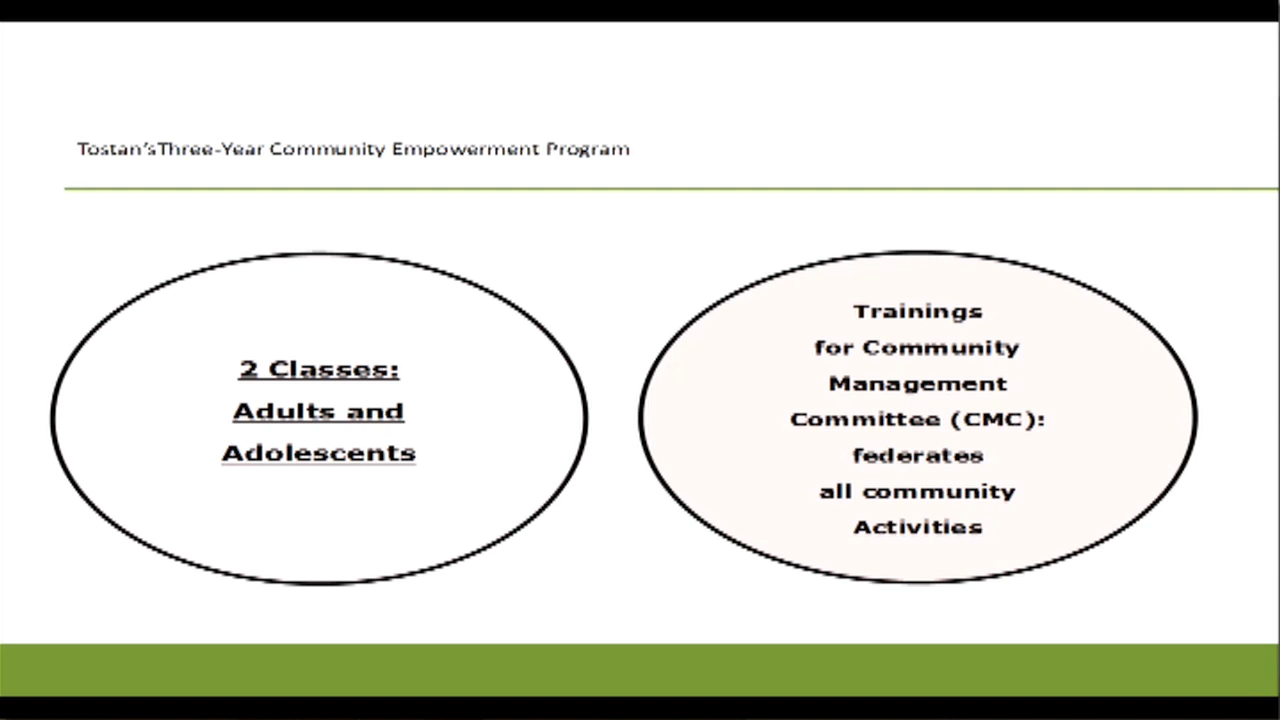 Tostan'sThree-Year Community Empowerment Program
2 Classes:
Adults and
Adolescents
Trainings
for Community
Management
Committee (CMC):
federates
all community
Activities